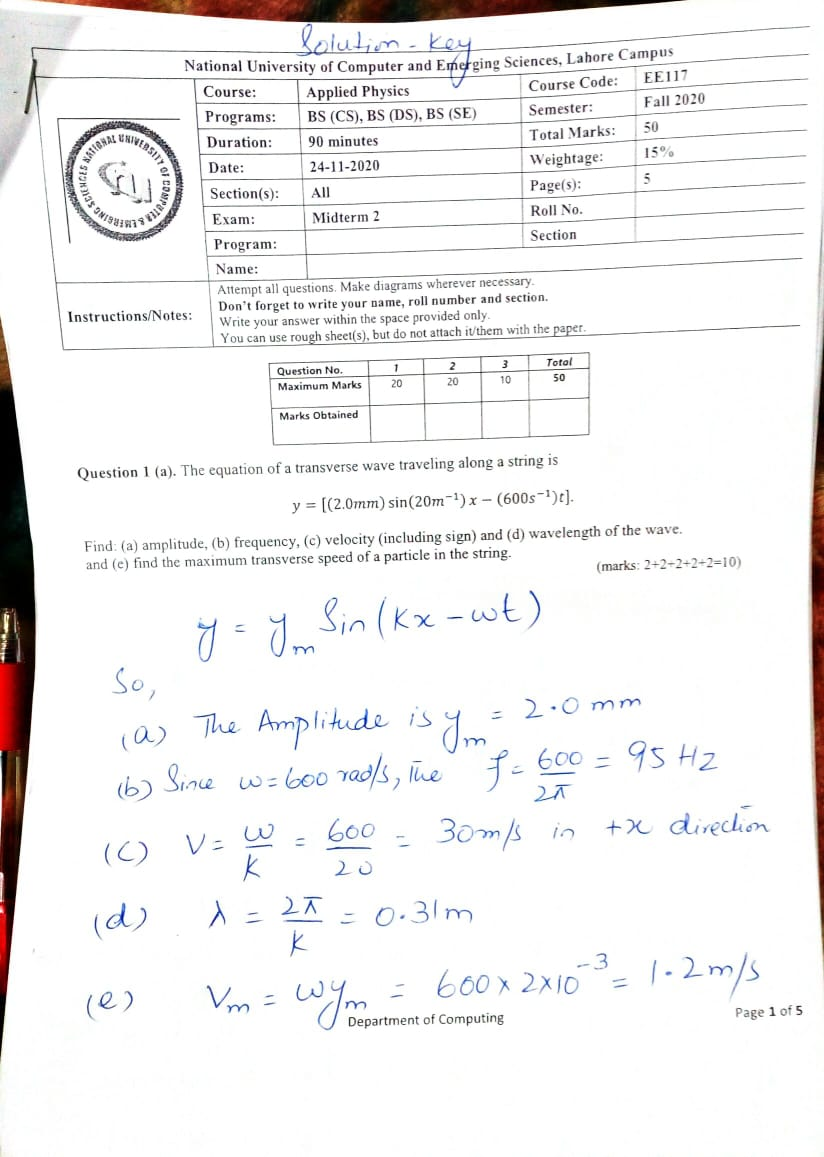 Solution - Key
National University of Computer and Emerging Sciences, Lahore Campus
Course: Applied Physics Course Code: EE117
Programs: BS (CS), BS (DS), BS (SE) Semester: Fall 2020
Duration: 90 minutes Total Marks: 50
Date: 24-11-2020 Weightage: 15%
Section(s): All Page(s): 5
Exam: Midterm 2 Roll No.
Program: Section
Name:
Instructions/Notes:
Attempt all questions. Make diagrams wherever necessary.
Don't forget to write your name, roll number and section.
Write your answer within the space provided only.
You can use rough sheet(s), but do not attach it/them with the paper.
Question No. 1 2 3 Total
Maximum Marks 20 20 10 50
Marks Obtained
Question 1 (a). The equation of a transverse wave traveling along a string is
y = [(2.0mm) sin(20m⁻¹) x − (600s⁻¹)t].
Find: (a) amplitude, (b) frequency, (c) velocity (including sign) and (d) wavelength of the wave.
and (e) find the maximum transverse speed of a particle in the string.
(marks: 2+2+2+2+2=10)
y = yₘ Sin (kx − ωt)
So,
(a) The Amplitude is yₘ = 2.0 mm
(b) Since ω = 600 rad/s, The f = 600/2π = 95 Hz
(C) V = ω/k = 600/20 = 30m/s in +x direction
(d) λ = 2π/k = 0.31m
(e) Vₘ = ωyₘ = 600 x 2x10⁻³ = 1.2 m/s
Department of Computing
Page 1 of 5